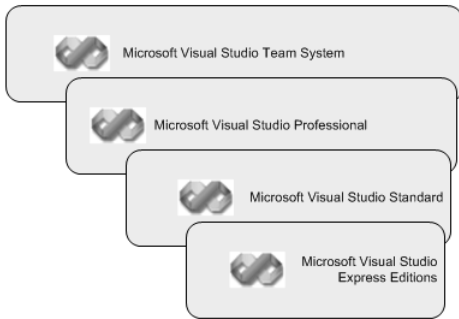 Microsoft Visual Studio Team System
Microsoft Visual Studio Professional
Microsoft Visual Studio Standard
Microsoft Visual Studio
Express Editions